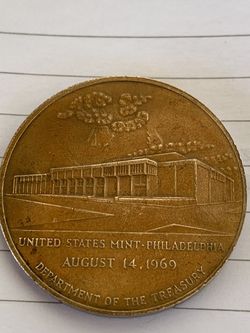 UNITED STATES MINT-PHILADELPHIA
AUGUST 14, 1969
DEPARTMENT OF THE TREASURY